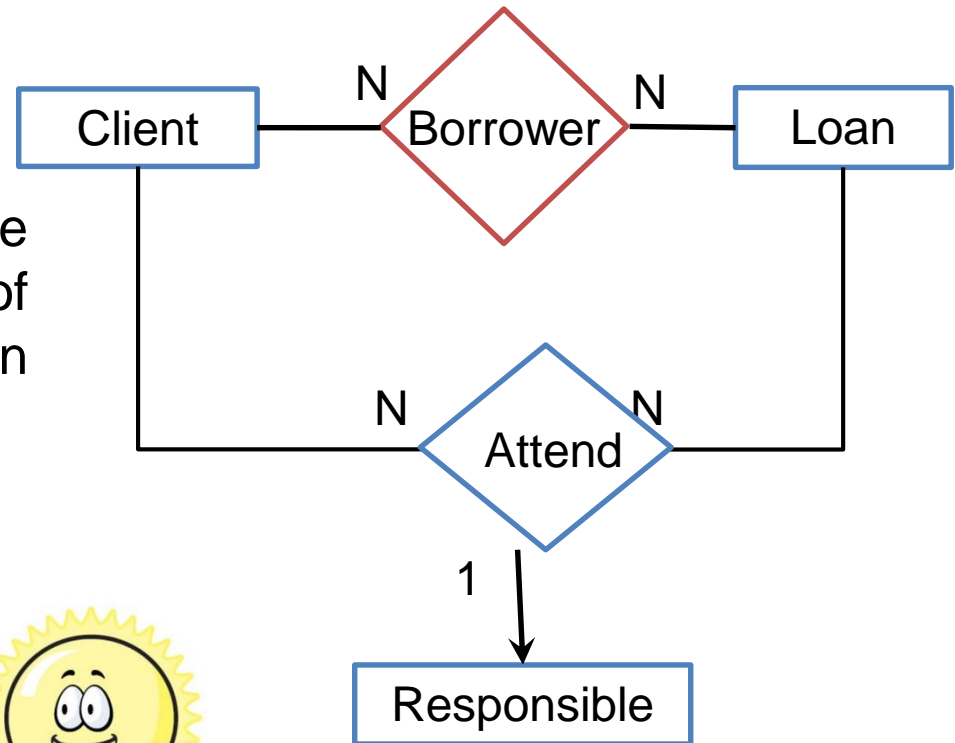 N
N
Client
Borrower
Loan
e
of
n
N
N
Attend
1
Responsible